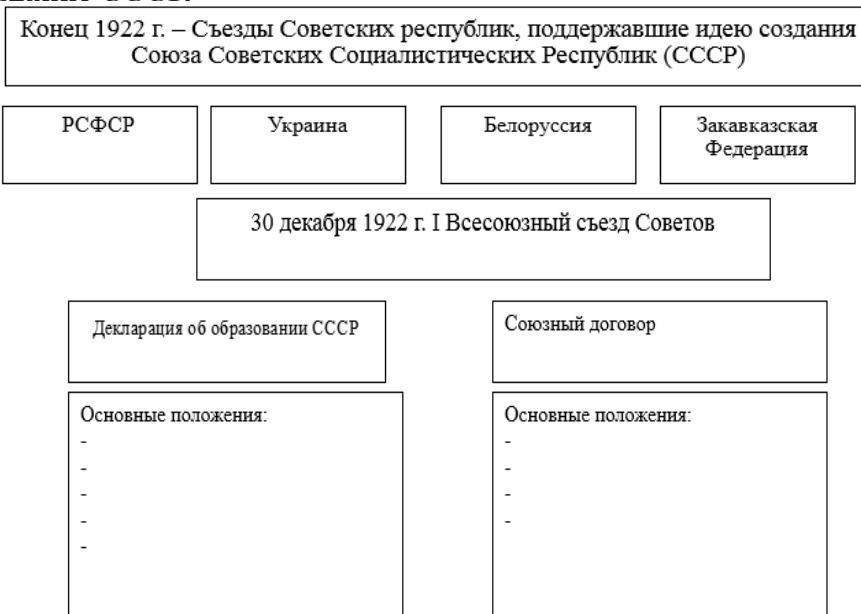 Конец 1922 г. – Съезды Советских республик, поддержавшие идею создания
Союза Советских Социалистических Республик (СССР)
РСФСР
Украина
Белоруссия
Закавказская
Федерация
30 декабря 1922 г. I Всесоюзный съезд Советов
Декларация об образовании СССР
Союзный договор
Основные положения:
-
-
-
-
-
Основные положения:
-
-
-
-